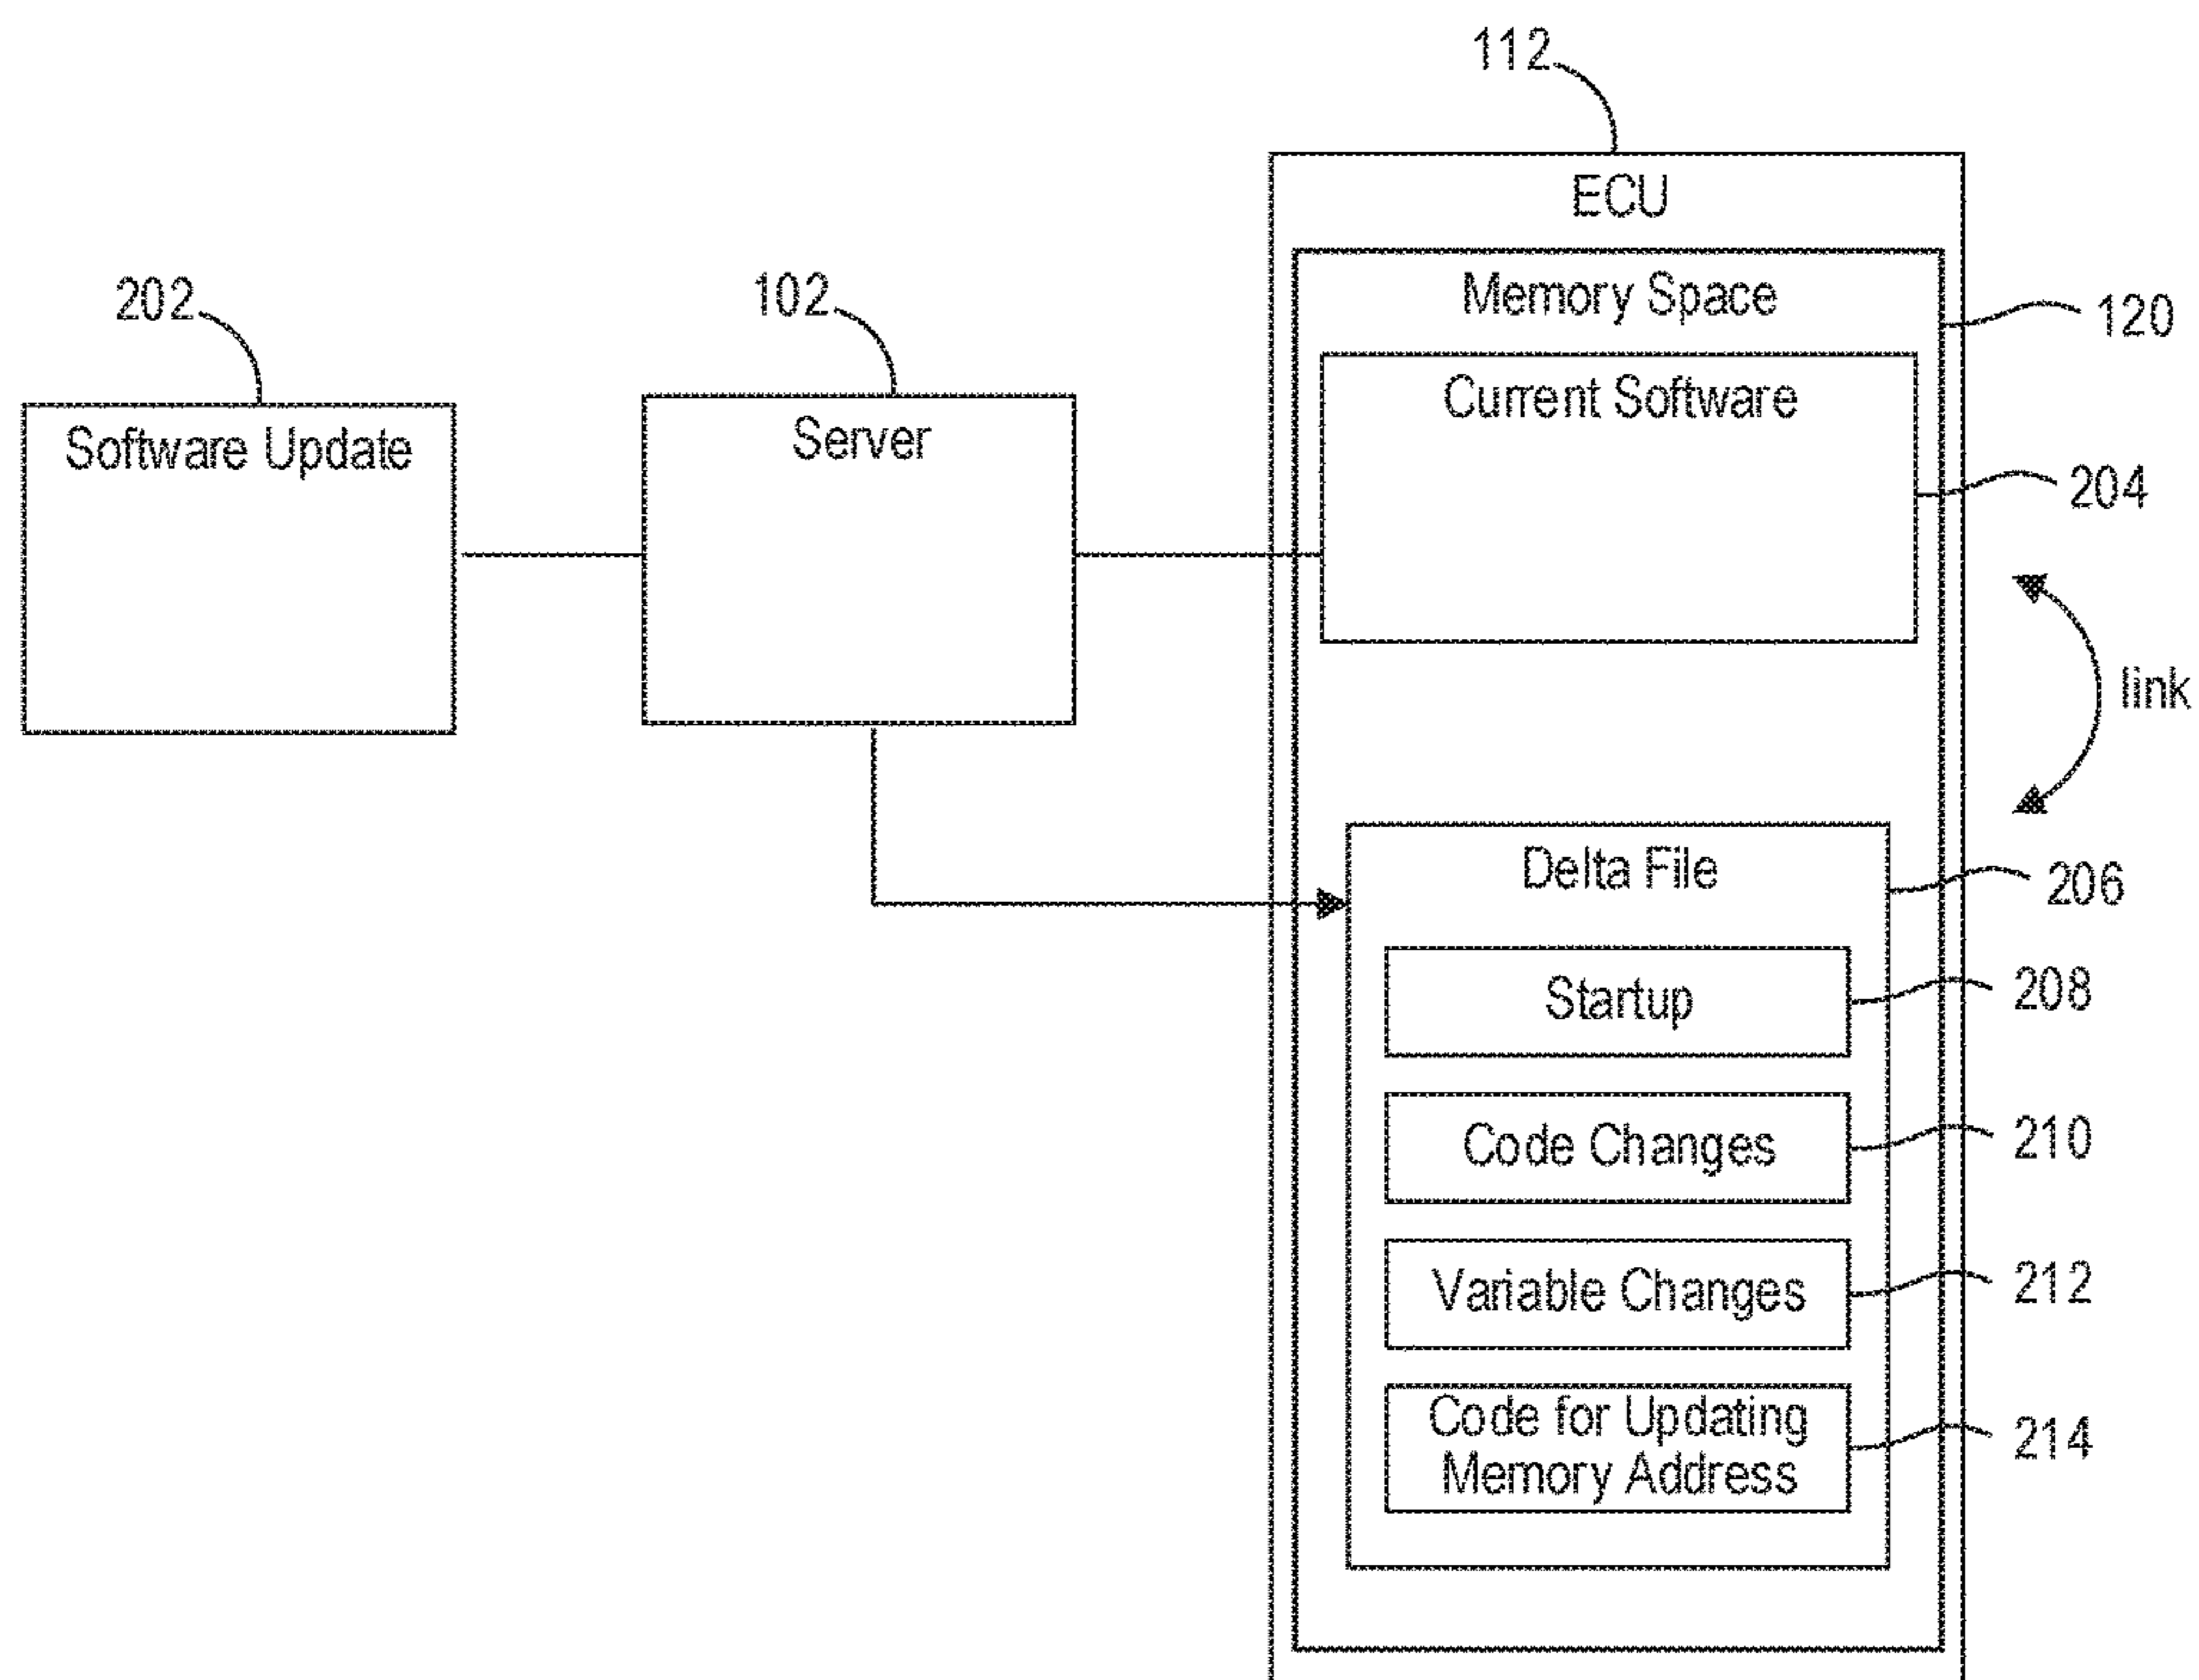 112
ECU
Memory Space
120
202
102
Current Software
Software Update
Server
204
link
Delta File
206
Startup
208
Code Changes
210
Variable Changes
212
Code for Updating
Memory Address
214